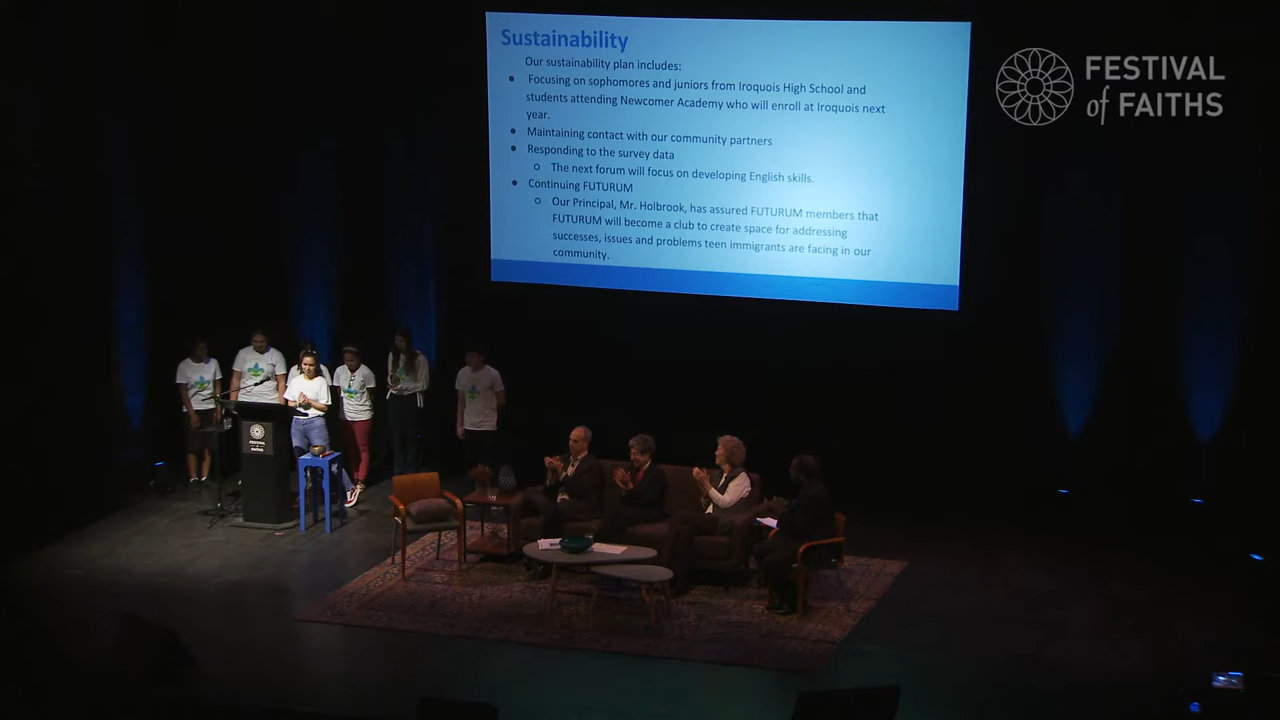 Sustainability
Our sustainability plan includes:
• Focusing on sophomores and juniors from Iroquois High School and
students attending Newcomer Academy who will enroll at Iroquois next
year.
• Maintaining contact with our community partners
• Responding to the survey data
o The next forum will focus on developing English skills.
• Continuing FUTURUM
o Our Principal, Mr. Holbrook, has assured FUTURUM members that
FUTURUM will become a club to create space for addressing
successes, issues and problems teen immigrants are facing in our
community.
FESTIVAL
of FAITHS
FESTIVAL
of
FAITHS